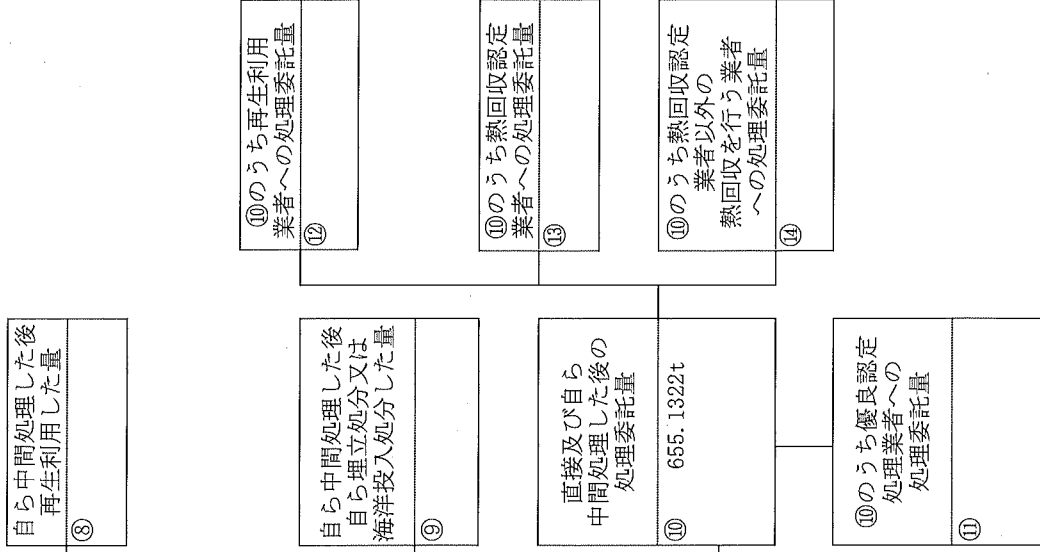 自ら中間処理した後
再生利用した量
⑧
自ら中間処理した後
自ら埋立処分又は
海洋投入処分した量
⑨
直接及び自ら
中間処理した後の
処理委託量
⑩ 655.1322t
⑩のうち優良認定
処理業者への
処理委託量
⑪
⑩のうち再生利用
業者への処理委託量
⑫
⑩のうち熱回収認定
業者への処理委託量
⑬
⑩のうち熱回収認定
業者以外の
熱回収を行う業者
への処理委託量
⑭